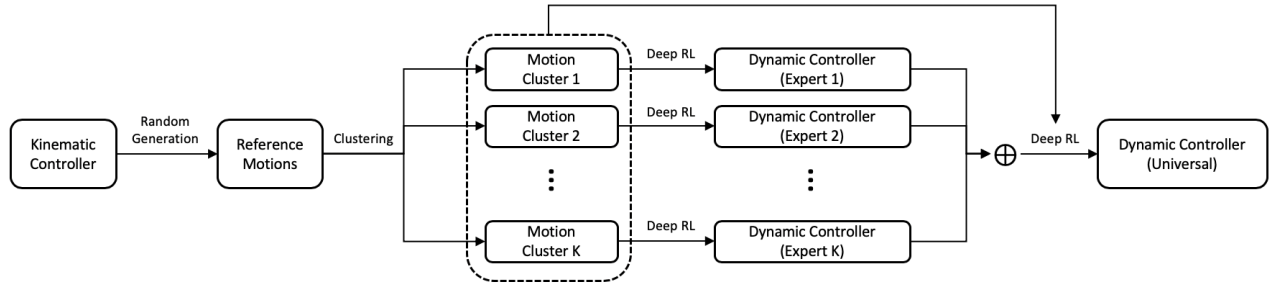 Kinematic
Controller
Random
Generation
Reference
Motions
Clustering
Motion
Cluster 1
Deep RL
Dynamic Controller
(Expert 1)
Motion
Cluster 2
Deep RL
Dynamic Controller
(Expert 2)
Motion
Cluster K
Deep RL
Dynamic Controller
(Expert K)
Deep RL
Dynamic Controller
(Universal)